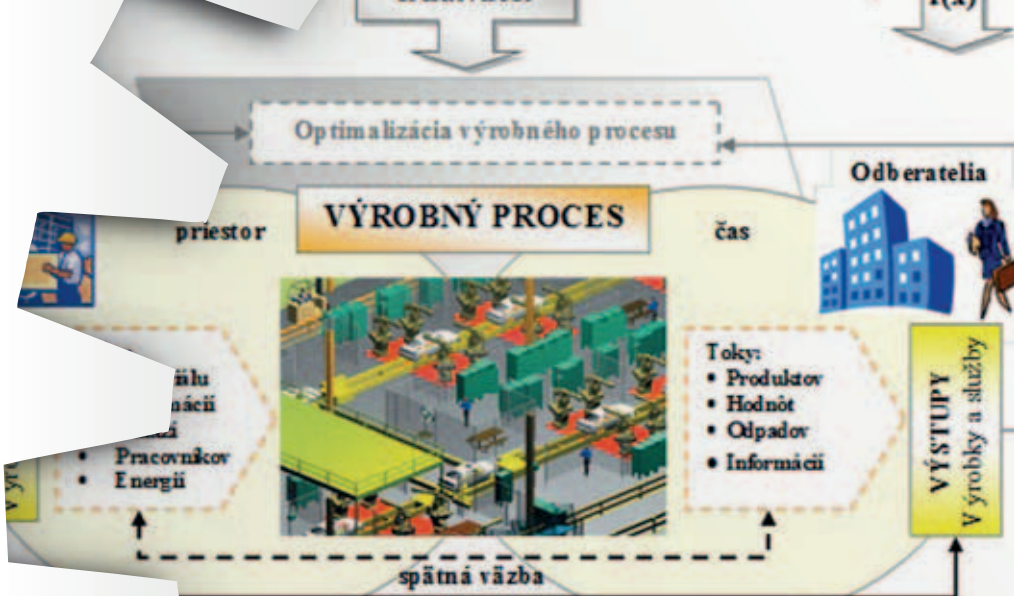 f(x)
Optimalizácia výrobného procesu
Odberatelia
VÝROBNÝ PROCES
priestor
čas
Toky:
• Produktov
• Hodnôt
• Odpadov
• Informácií
• Pracovníkov
• Energií
VÝSTUPY
Výrobky a služby
spätná väzba